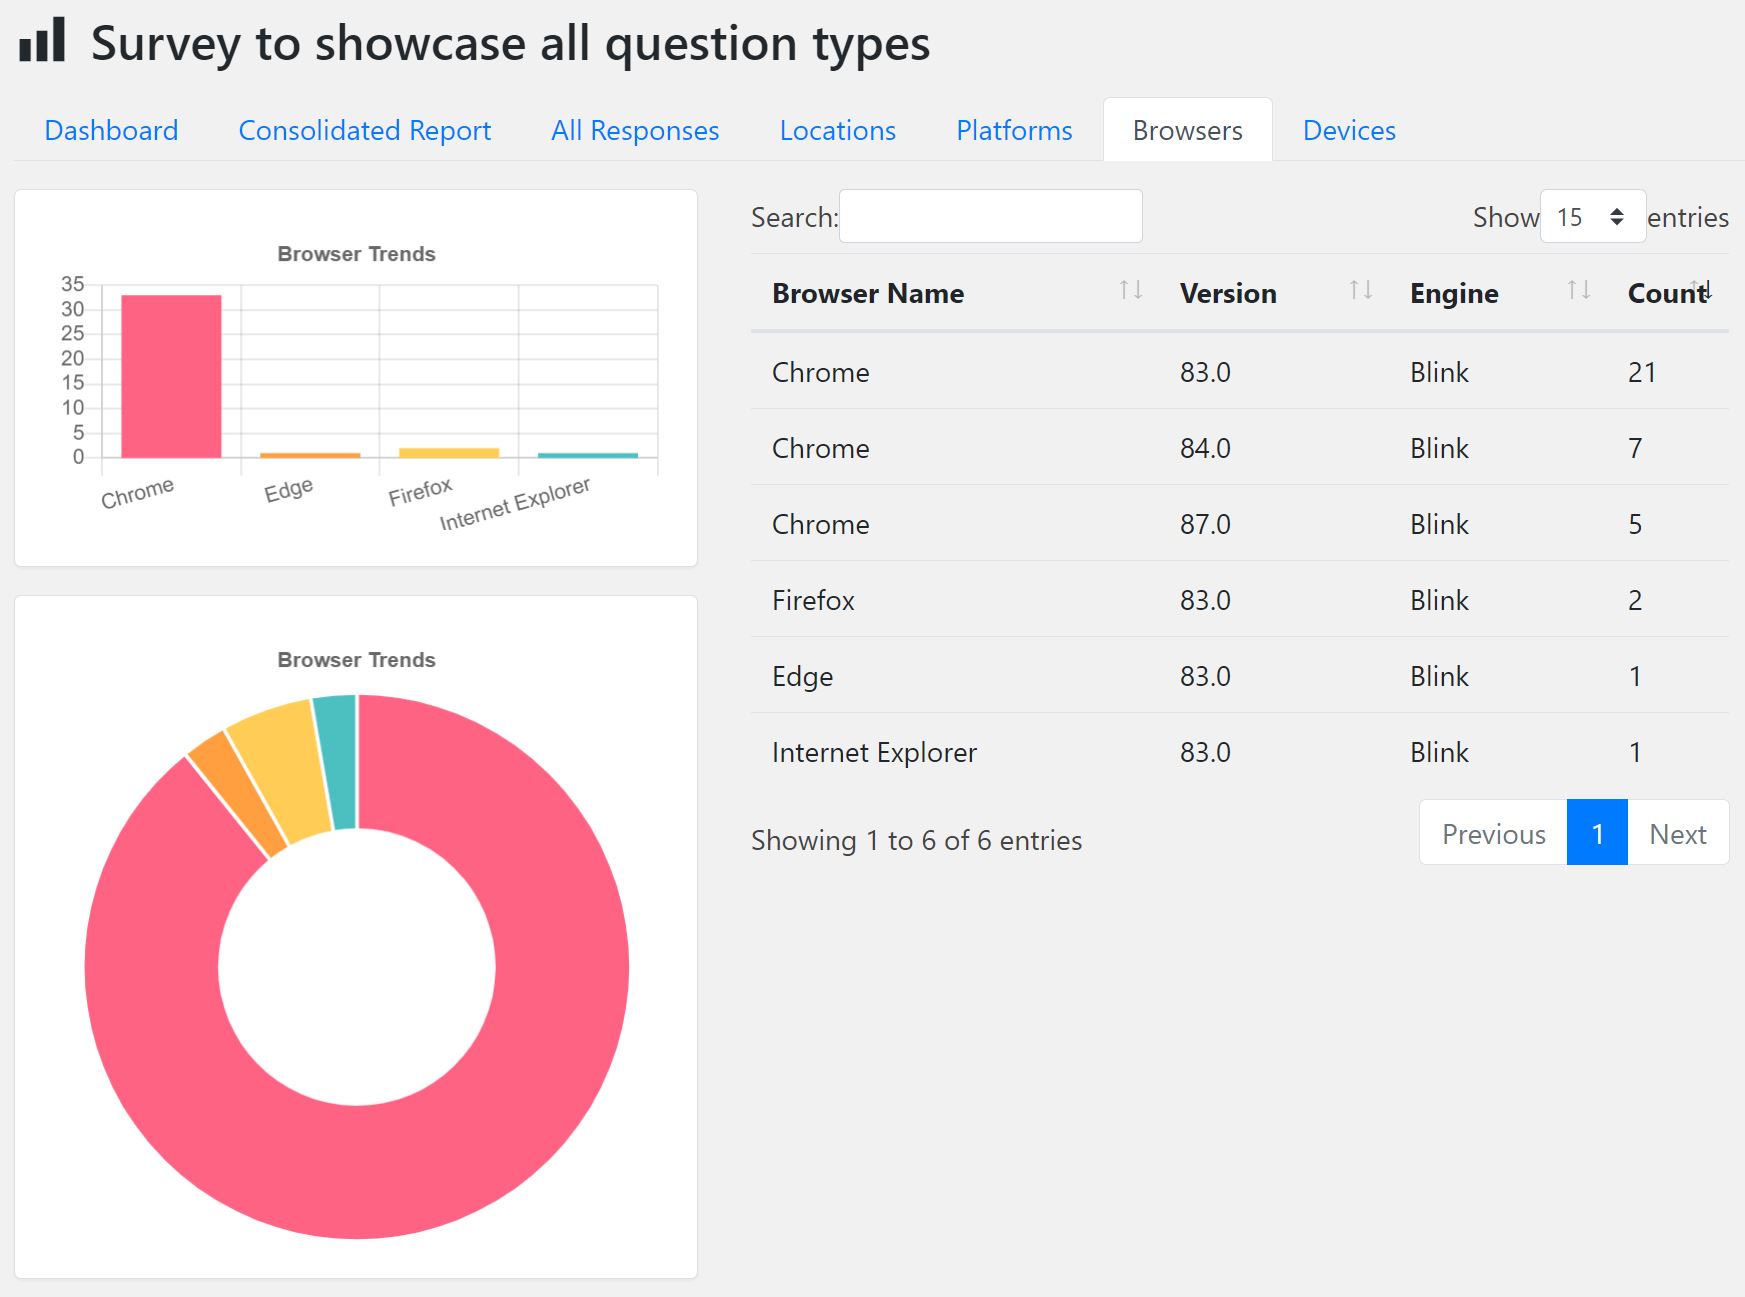 Survey to showcase all question types
Dashboard Consolidated Report All Responses Locations Platforms Browsers Devices
Browser Trends
35
30
25
20
15
10
5
0
Chrome Edge Firefox Internet Explorer
Browser Trends
Search: Show 15 entries
Browser Name Version Engine Count
Chrome 83.0 Blink 21
Chrome 84.0 Blink 7
Chrome 87.0 Blink 5
Firefox 83.0 Blink 2
Edge 83.0 Blink 1
Internet Explorer 83.0 Blink 1
Showing 1 to 6 of 6 entries Previous 1 Next